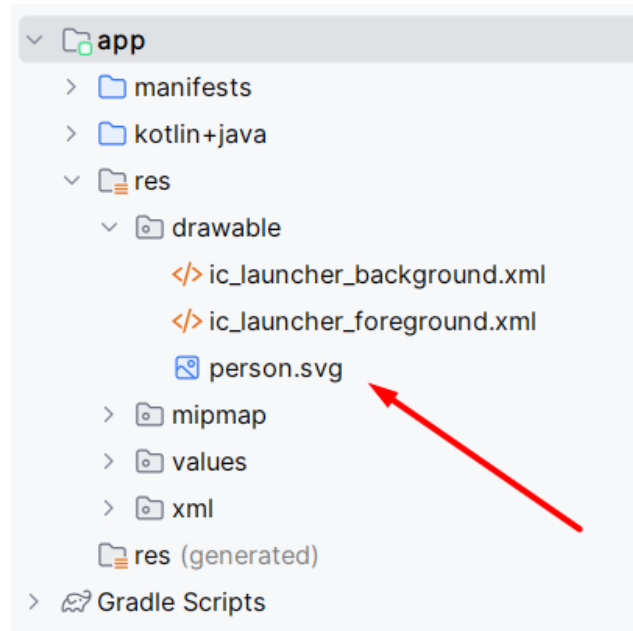 app
manifests
kotlin+java
res
drawable
ic_launcher_background.xml
ic_launcher_foreground.xml
person.svg
mipmap
values
xml
res (generated)
Gradle Scripts